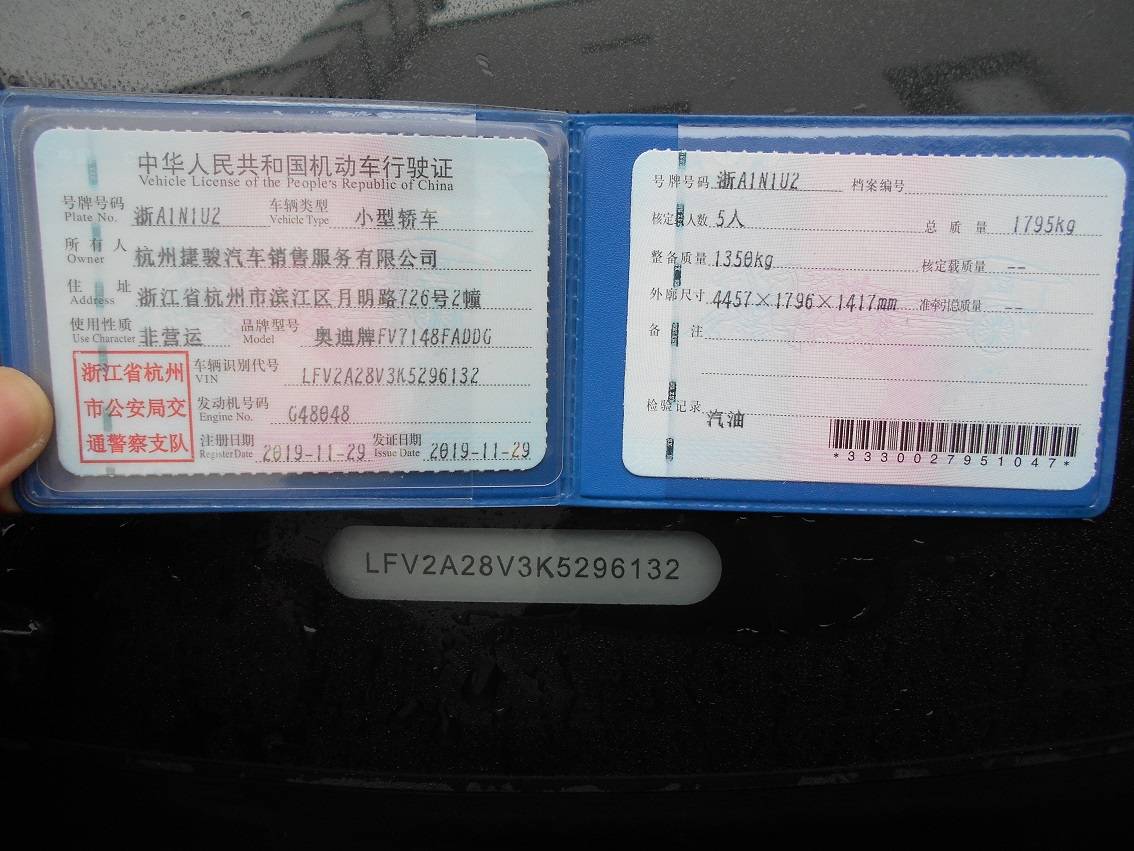 中华人民共和国机动车行驶证
Vehicle License of the People's Republic of China
号牌号码 浙A1N1U2 车辆类型 小型轿车
Plate No. Vehicle Type
所有人 杭州捷骏汽车销售服务有限公司
Owner
住址 浙江省杭州市滨江区月明路726号2幢
Address
使用性质 非营运 品牌型号 奥迪牌FV7148FADDG
Use Character Model
浙江省杭州
市公安局交
通警察支队
车辆识别代号 LFV2A28V3K5296132
VIN
发动机号码 G48048
Engine No.
注册日期 2019-11-29 发证日期 2019-11-29
Register Date Issue Date
号牌号码 浙A1N1U2 档案编号
核定载人数 5人 总质量 1795kg
整备质量 1350kg 核定载质量 --
外廓尺寸 4457×1796×1417mm 准牵引总质量 --
备注
检验记录 汽油
*3330027951047*
LFV2A28V3K5296132